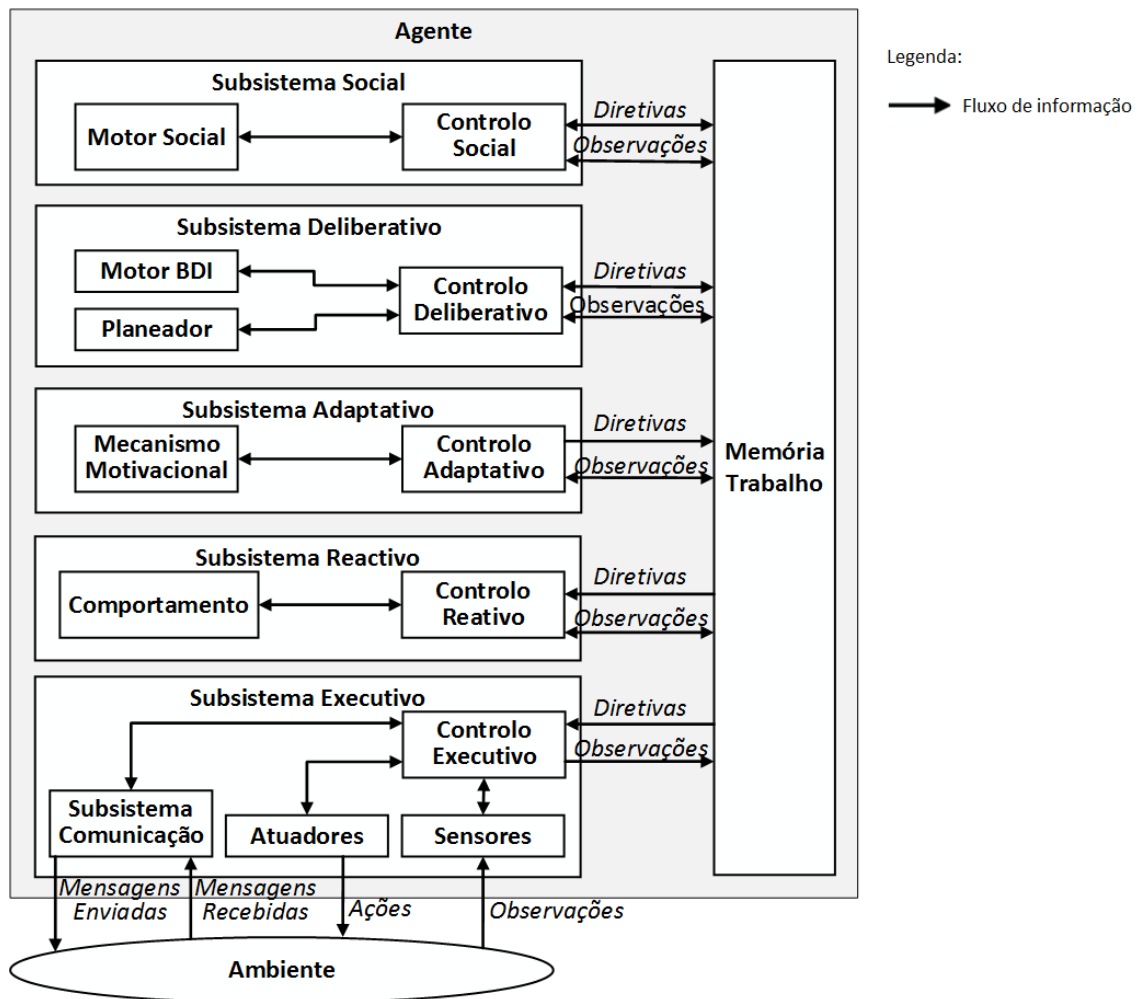 Agente
Legenda:
Fluxo de informação
Subsistema Social
Motor Social
Controlo
Social
Diretivas
Observações
Subsistema Deliberativo
Motor BDI
Planeador
Controlo
Deliberativo
Diretivas
Observações
Subsistema Adaptativo
Mecanismo
Motivacional
Controlo
Adaptativo
Diretivas
Observações
Memória
Trabalho
Subsistema Reactivo
Comportamento
Controlo
Reativo
Diretivas
Observações
Subsistema Executivo
Controlo
Executivo
Diretivas
Observações
Subsistema
Comunicação
Atuadores
Sensores
Mensagens
Enviadas
Mensagens
Recebidas
Ações
Observações
Ambiente